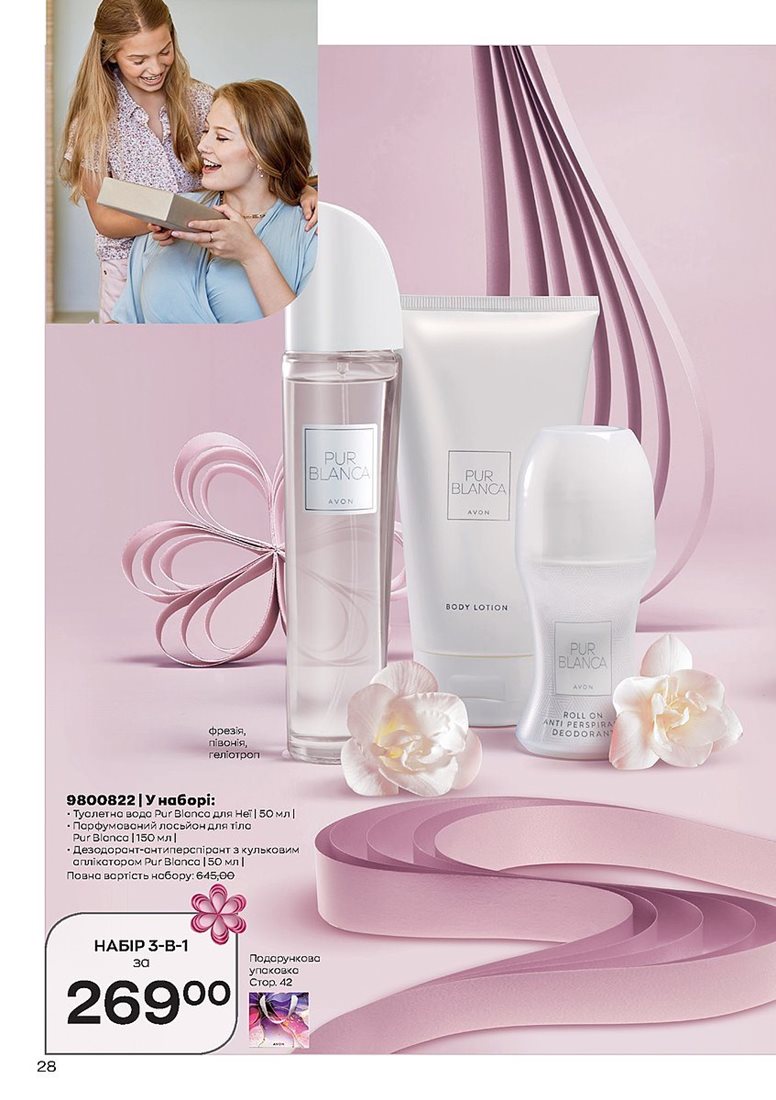 PUR
BLANCA
AVON
PUR
BLANCA
AVON
BODY LOTION
PUR
BLANCA
AVON
ROLL ON
ANTI PERSPIRA
DEODORANT
фрезія,
півонія,
геліотроп
9800822 | У наборі:
• Туалетна вода Pur Blanca для Неї | 50 мл |
• Парфумований лосьйон для тіла
Pur Blanca | 150 мл |
• Дезодорант-антиперспірант з кульковим
аплікатором Pur Blanca | 50 мл |
Повна вартість набору: 645,00
НАБІР 3-В-1
за
269⁰⁰
Подарункова
упаковка
Стор. 42
AVON
28